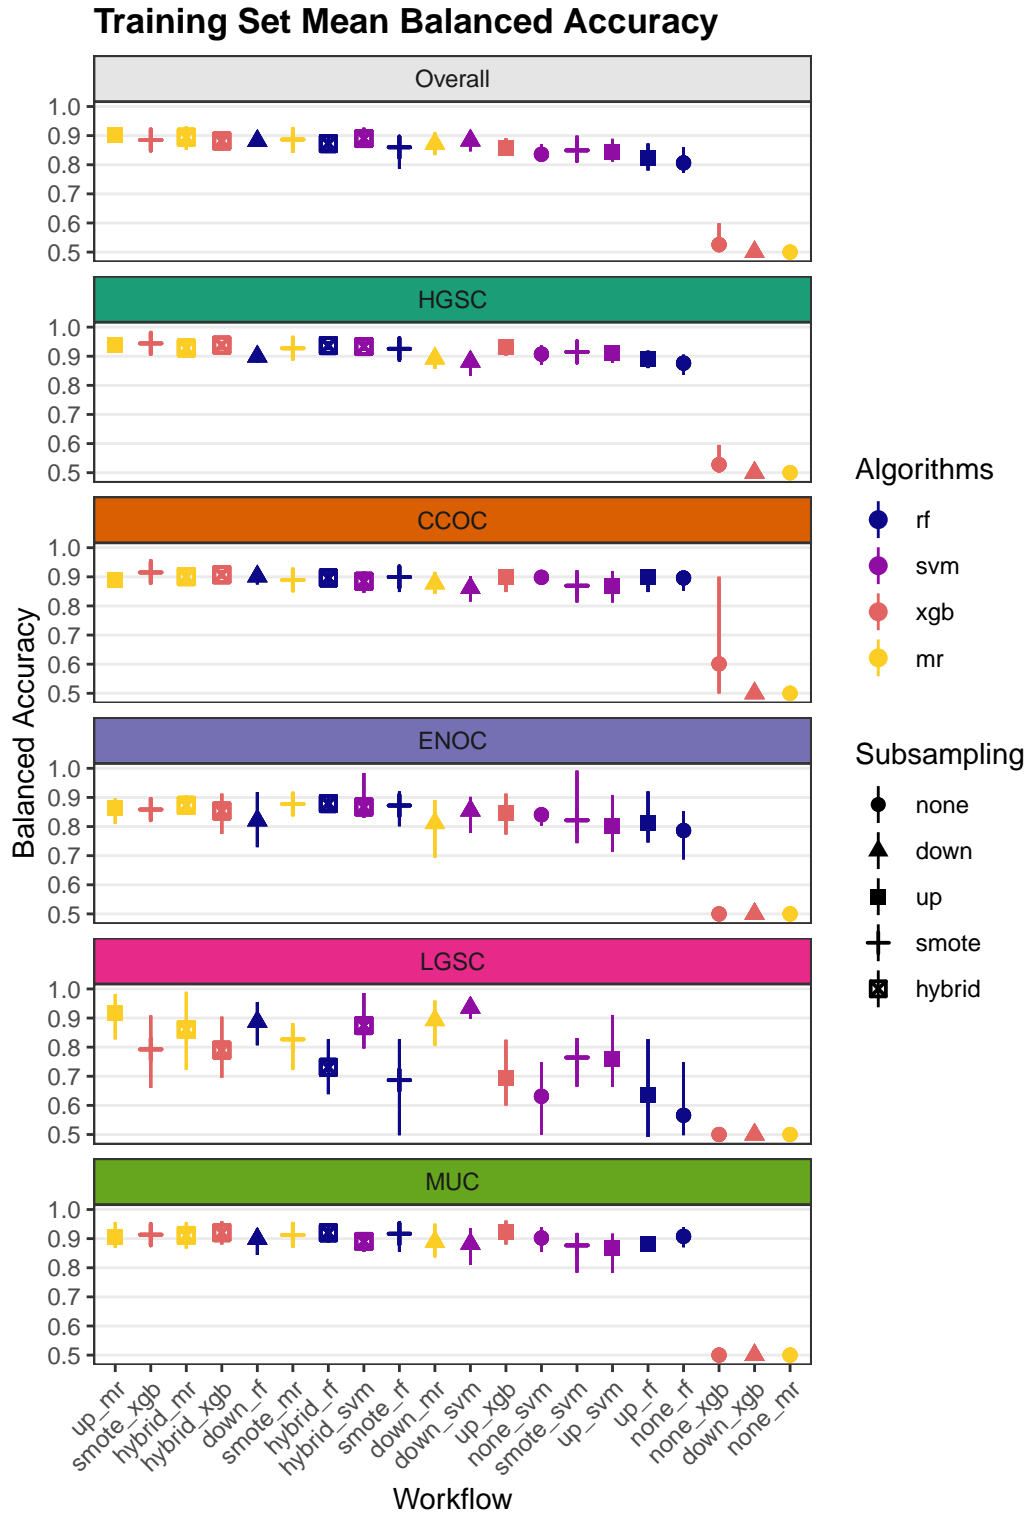 Training Set Mean Balanced Accuracy
Overall
1.0
0.9
0.8
0.7
0.6
0.5
HGSC
1.0
0.9
0.8
0.7
0.6
0.5
CCOC
1.0
0.9
0.8
0.7
0.6
0.5
ENOC
1.0
0.9
0.8
0.7
0.6
0.5
LGSC
1.0
0.9
0.8
0.7
0.6
0.5
MUC
1.0
0.9
0.8
0.7
0.6
0.5
Balanced Accuracy
up_mr
smote_xgb
hybrid_mr
hybrid_xgb
down_rf
smote_mr
hybrid_rf
hybrid_svm
smote_rf
down_mr
down_svm
up_xgb
none_svm
smote_svm
up_svm
up_rf
none_rf
none_xgb
down_xgb
none_mr
Workflow
Algorithms
rf
svm
xgb
mr
Subsampling
none
down
up
smote
hybrid